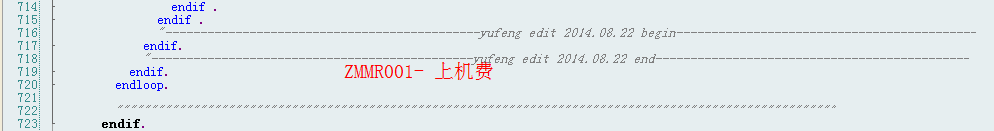 714 endif .
715 endif .
716 "---------------------------------------------yufeng edit 2014.08.22 begin-------------------------------------------
717 endif.
718 "----------------------------------------------yufeng edit 2014.08.22 end---------------------------------------------
719 endif. ZMMR001- 上机费
720 endloop.
721
722 """"""""""""""""""""""""""""""""""""""""""""""""""""""""""""""""""""""""""""""""""""""""""""""""""""""""
723 endif.